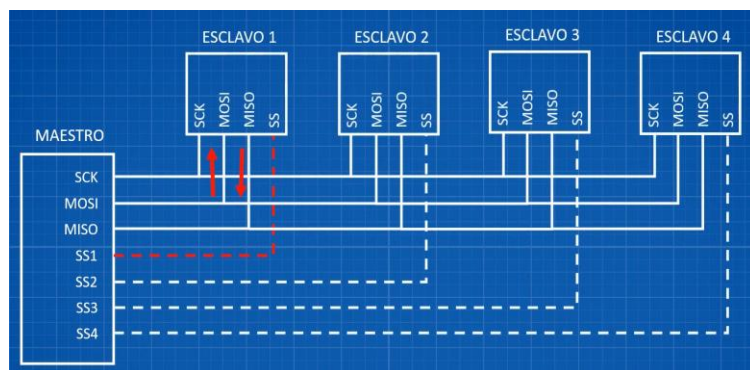 ESCLAVO 1
ESCLAVO 2
ESCLAVO 3
ESCLAVO 4
SCK
MOSI
MISO
SS
SCK
MOSI
MISO
SS
SCK
MOSI
MISO
SS
SCK
MOSI
MISO
SS
MAESTRO
SCK
MOSI
MISO
SS1
SS2
SS3
SS4